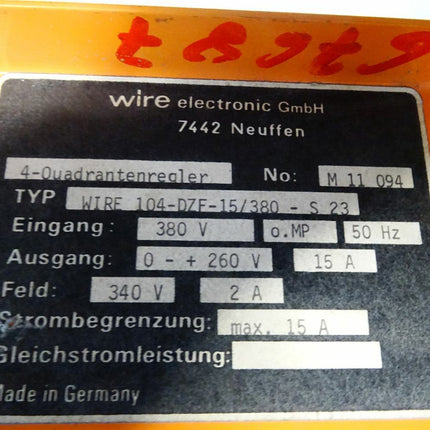 wire electronic GmbH
7442 Neuffen
4-Quadrantenregler No: M 11 094
TYP WIRE 104-DZF-15/380 - S 23
Eingang: 380 V o.MP 50 Hz
Ausgang: 0 - + 260 V 15 A
Feld: 340 V 2 A
Strombegrenzung: max. 15 A
Gleichstromleistung:
Made in Germany